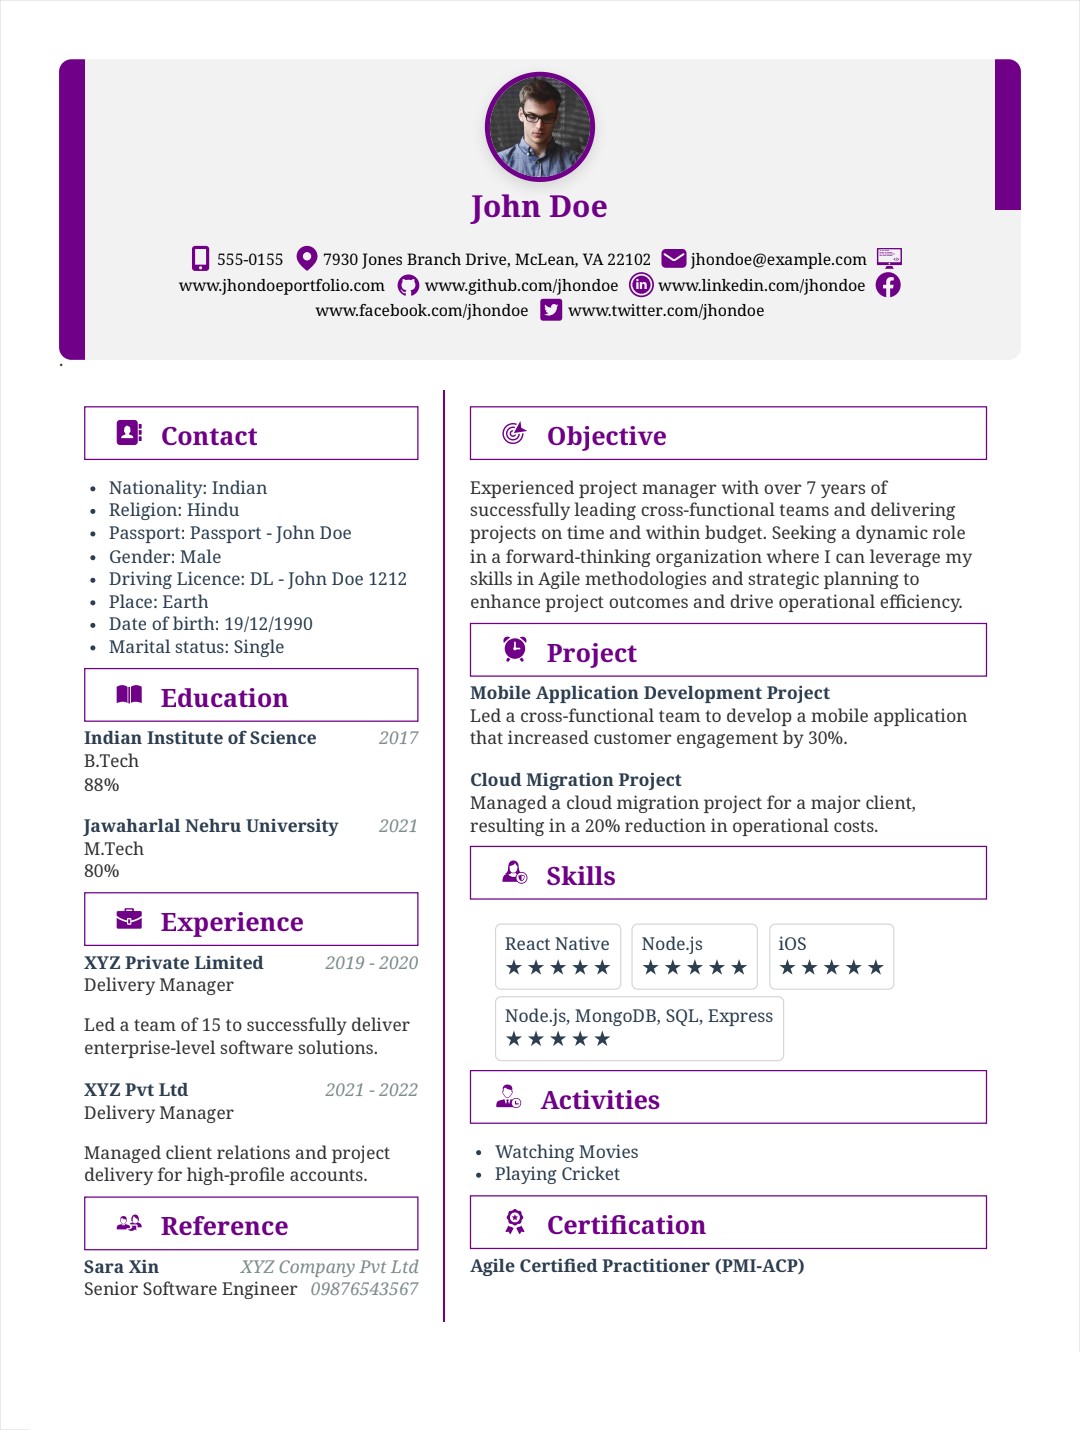 John Doe
555-0155 7930 Jones Branch Drive, McLean, VA 22102 jhondoe@example.com
www.jhondoeportfolio.com www.github.com/jhondoe www.linkedin.com/jhondoe
www.facebook.com/jhondoe www.twitter.com/jhondoe
.
Contact
• Nationality: Indian
• Religion: Hindu
• Passport: Passport - John Doe
• Gender: Male
• Driving Licence: DL - John Doe 1212
• Place: Earth
• Date of birth: 19/12/1990
• Marital status: Single
Education
Indian Institute of Science 2017
B.Tech
88%
Jawaharlal Nehru University 2021
M.Tech
80%
Experience
XYZ Private Limited 2019 - 2020
Delivery Manager
Led a team of 15 to successfully deliver
enterprise-level software solutions.
XYZ Pvt Ltd 2021 - 2022
Delivery Manager
Managed client relations and project
delivery for high-profile accounts.
Reference
Sara Xin XYZ Company Pvt Ltd
Senior Software Engineer 09876543567
Objective
Experienced project manager with over 7 years of
successfully leading cross-functional teams and delivering
projects on time and within budget. Seeking a dynamic role
in a forward-thinking organization where I can leverage my
skills in Agile methodologies and strategic planning to
enhance project outcomes and drive operational efficiency.
Project
Mobile Application Development Project
Led a cross-functional team to develop a mobile application
that increased customer engagement by 30%.
Cloud Migration Project
Managed a cloud migration project for a major client,
resulting in a 20% reduction in operational costs.
Skills
React Native Node.js iOS
★★★★★ ★★★★★ ★★★★★
Node.js, MongoDB, SQL, Express
★★★★★
Activities
• Watching Movies
• Playing Cricket
Certification
Agile Certified Practitioner (PMI-ACP)